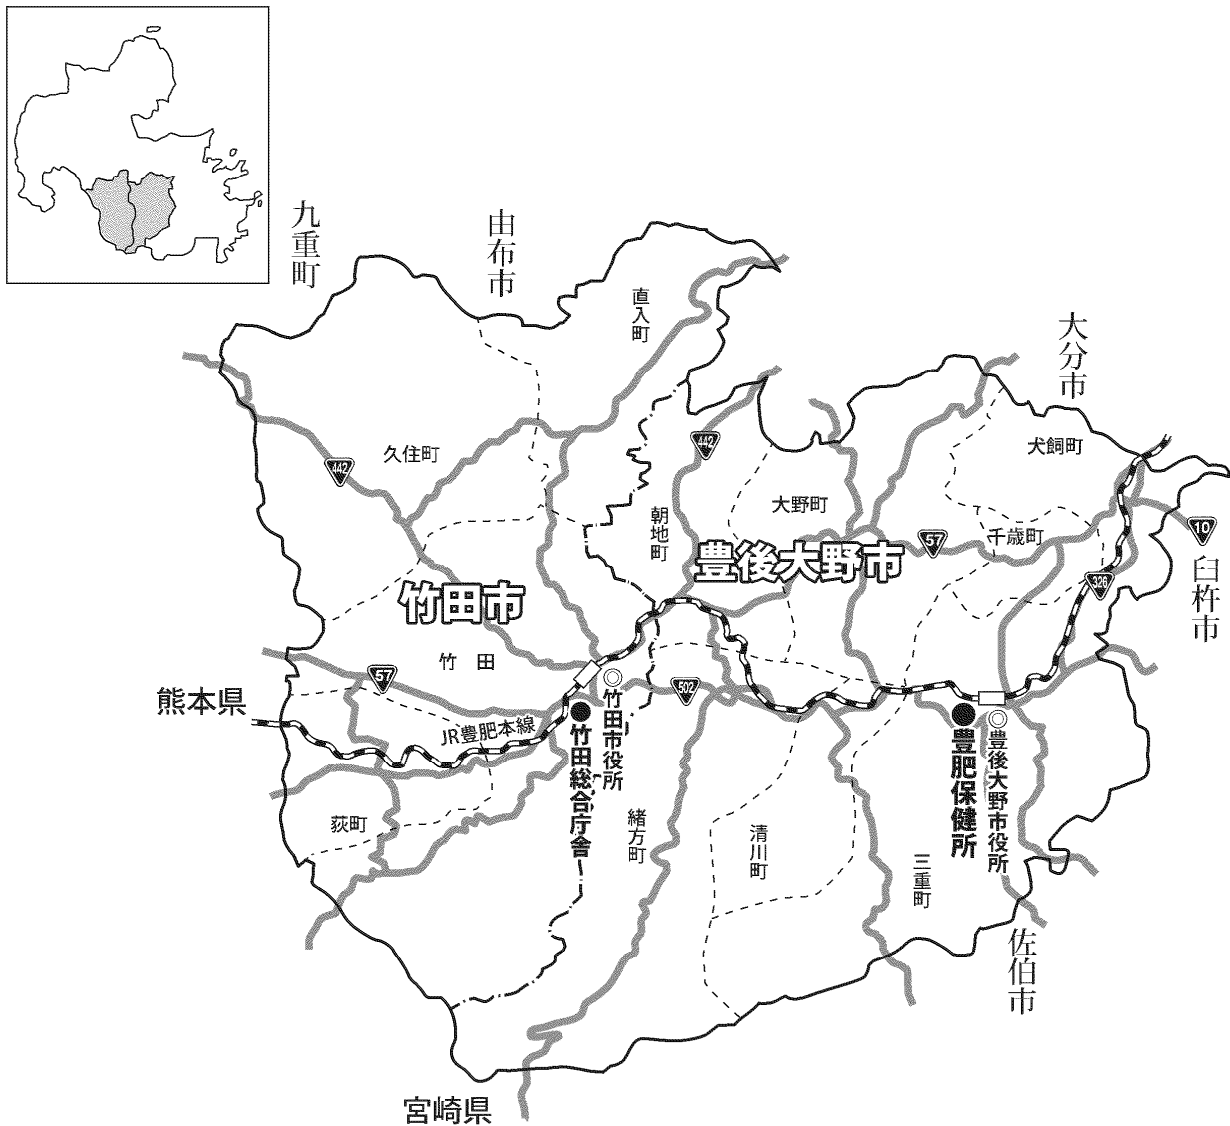 九重町
由布市
直入町
大分市
久住町
442
442
犬飼町
大野町
朝地町
10
57
千歳町
豊後大野市
326
臼杵市
竹田市
竹田
57
502
熊本県
JR豊肥本線
竹田市役所
竹田総合庁舎
豊肥保健所
豊後大野市役所
荻町
緒方町
清川町
三重町
佐伯市
宮崎県